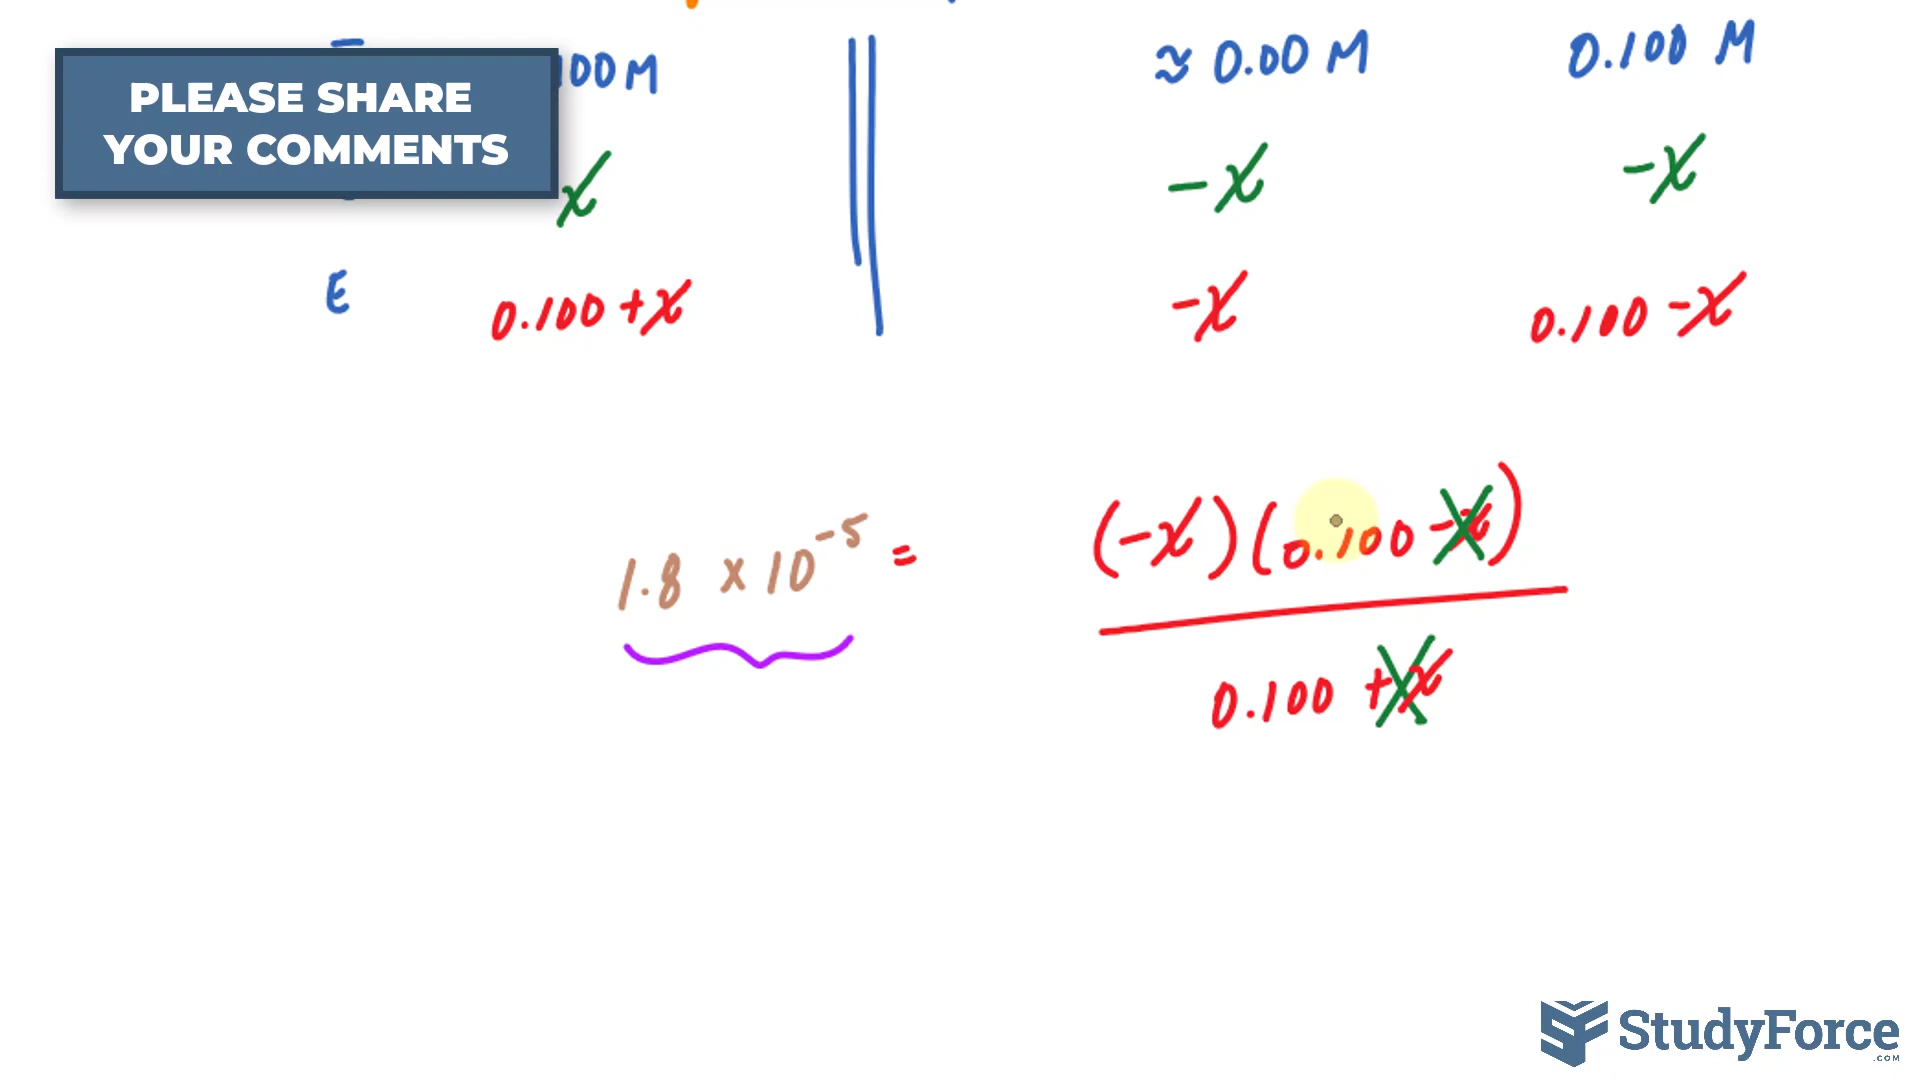 PLEASE SHARE
YOUR COMMENTS
00 M ≈ 0.00 M 0.100 M
x -x -x
E 0.100 + x -x 0.100 - x
1.8 x 10⁻⁵ = (-x)(0.100 - x)
0.100 + x
StudyForce
.COM